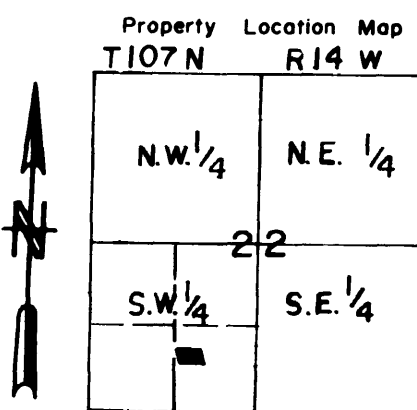 Property Location Map
T107N R14 W
N.W. 1/4 N.E. 1/4
N
22
S.W. 1/4 S.E. 1/4